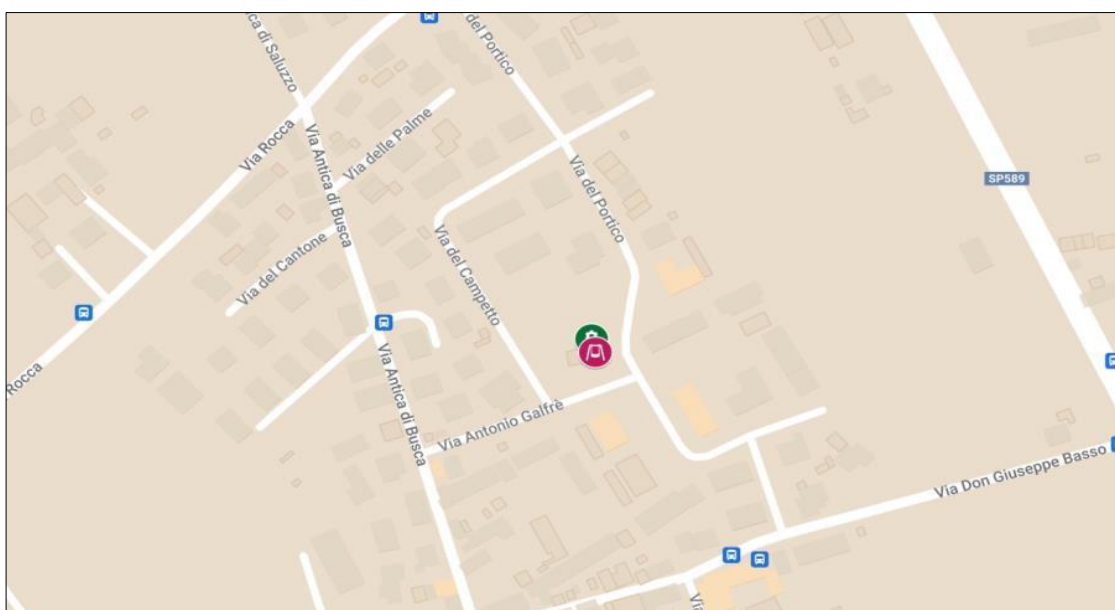 ca di Saluzzo
del Portico
Via Rocca
Via Antica di Busca
Via delle Palme
Via del Portico
SP589
Via del Cantone
Via del Campetto
Rocca
Via Antica di Busca
Via Antonio Galfrè
Via Don Giuseppe Basso
Via